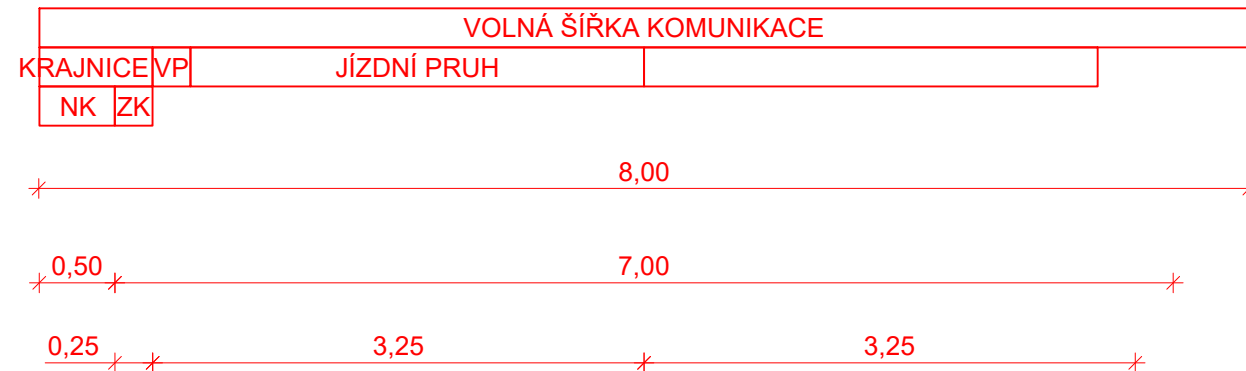 VOLNÁ ŠÍŘKA KOMUNIKACE
KRAJNICE VP JÍZDNÍ PRUH
NK ZK
8,00
0,50 7,00
0,25 3,25 3,25